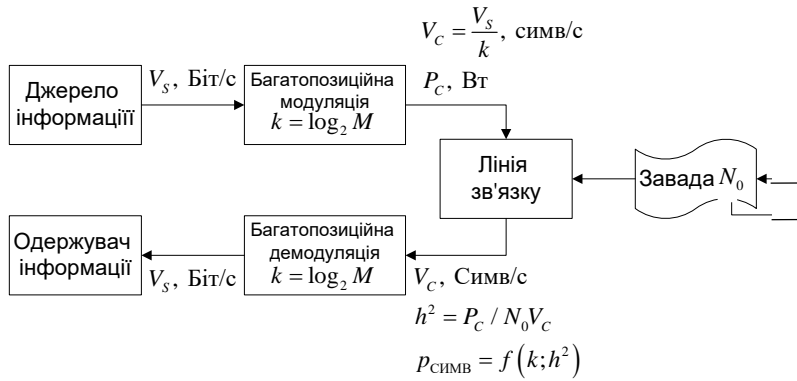 V_C = V_S / k, симв/с
Джерело
інформаціїї
V_S, Біт/с
Багатопозиційна
модуляція
k = log₂ M
P_C, Вт
Лінія
зв'язку
Завада N₀
Одержувач
інформації
V_S, Біт/с
Багатопозиційна
демодуляція
k = log₂ M
V_C, Симв/с
h² = P_C / N₀V_C
p_СИМВ = f(k; h²)